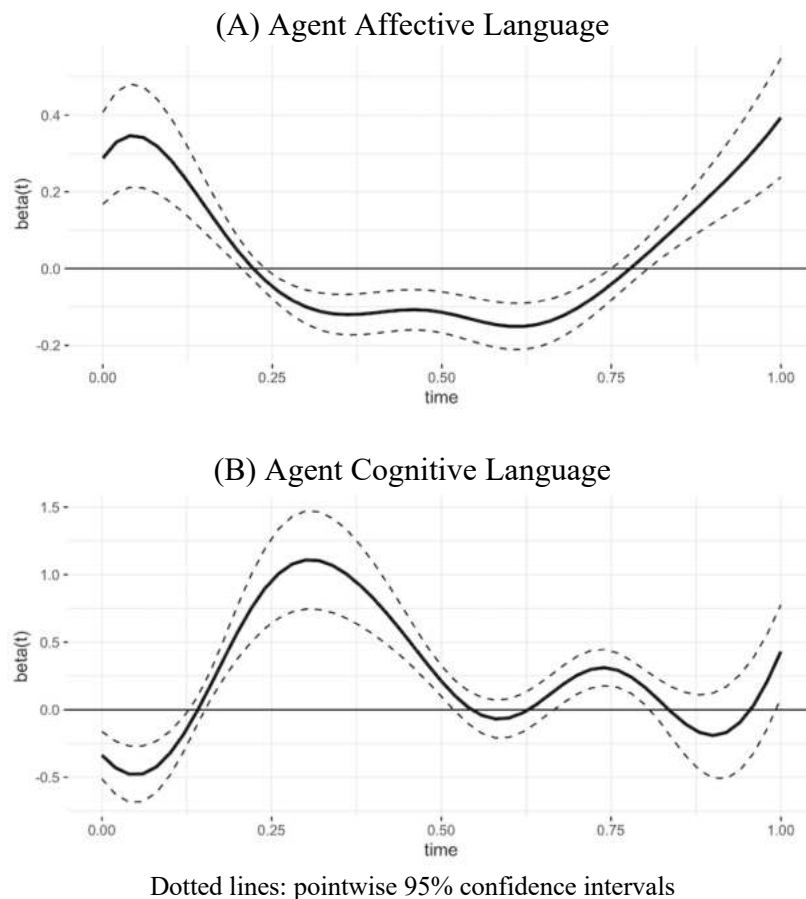 (A) Agent Affective Language
0.4
0.2
0.0
-0.2
beta(t)
0.00 0.25 0.50 0.75 1.00
time
(B) Agent Cognitive Language
1.5
1.0
0.5
0.0
-0.5
beta(t)
0.00 0.25 0.50 0.75 1.00
time
Dotted lines: pointwise 95% confidence intervals